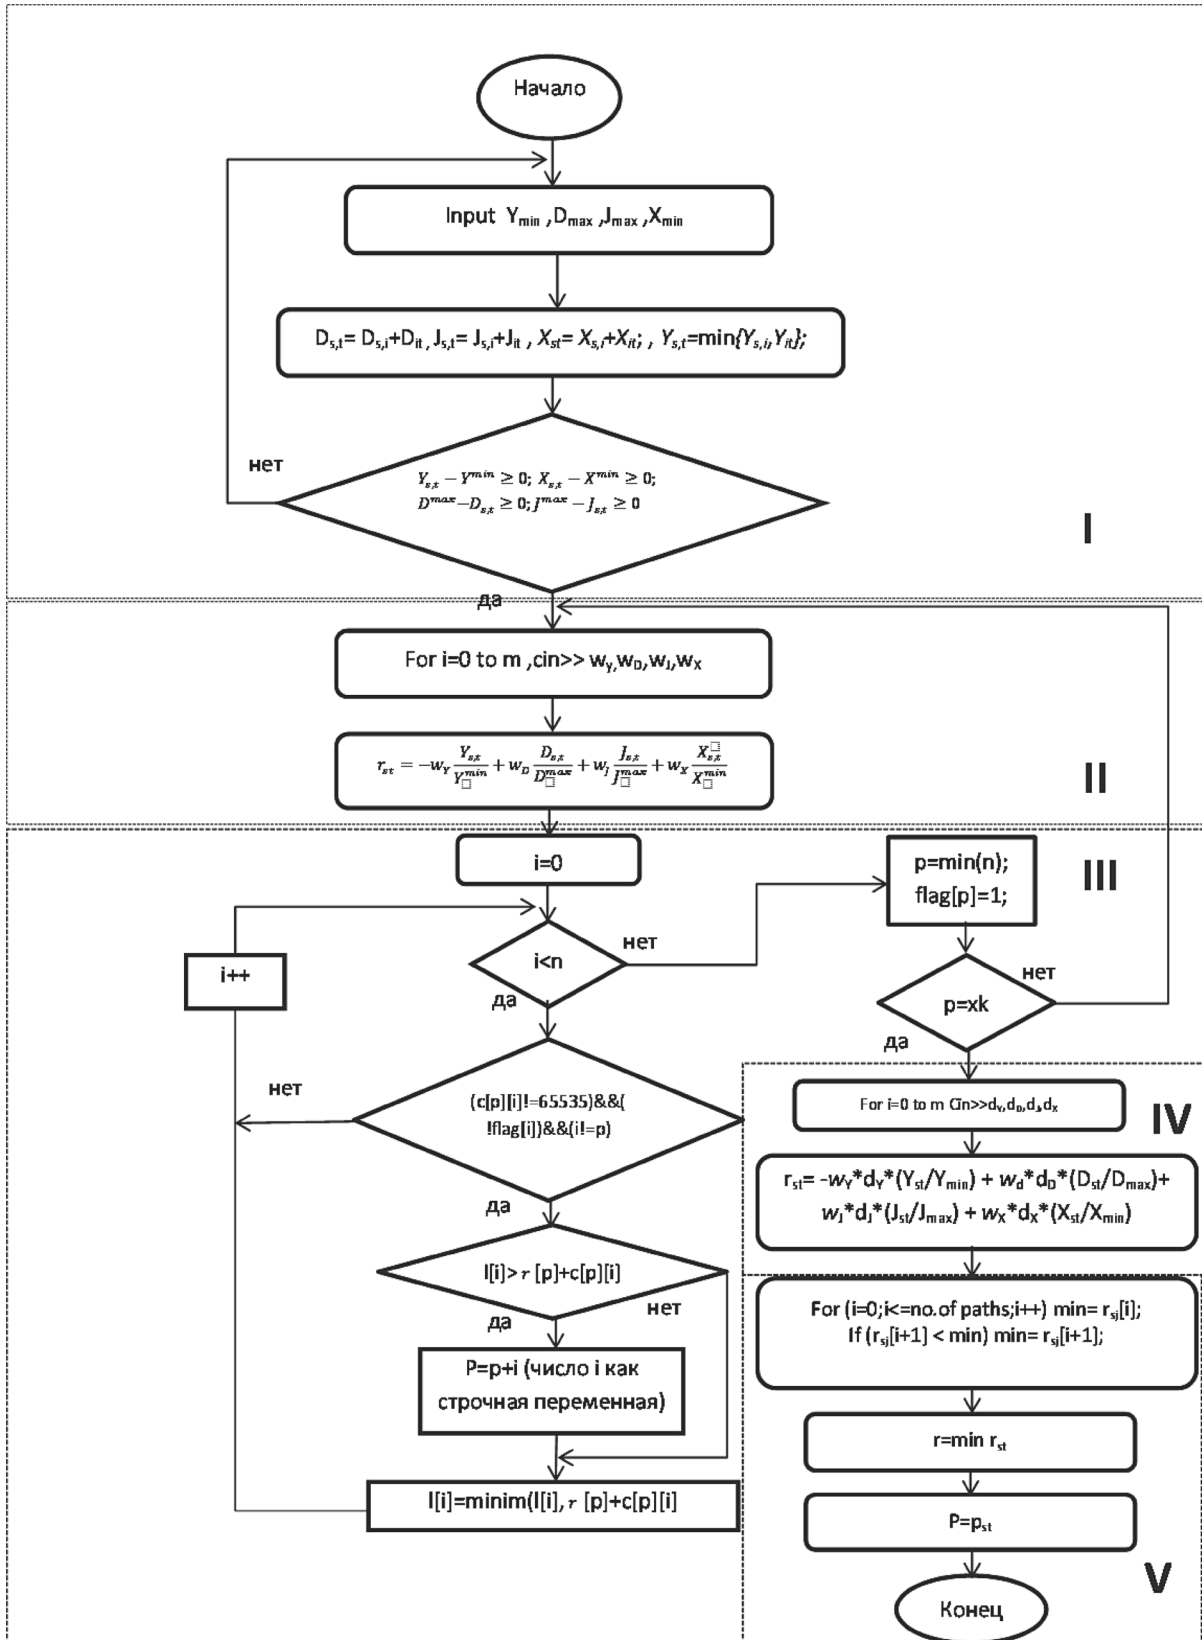 Начало
Input Y_min ,D_max ,J_max ,X_min
D_s,t= D_s,i+D_it , J_s,t= J_s,i+J_it , X_st= X_s,i+X_it; , Y_s,t=min{Y_s,i,Y_it};
нет
Y_s,t − Y^min ≥ 0; X_s,t − X^min ≥ 0;
D^max−D_s,t ≥ 0; J^max − J_s,t ≥ 0
I
да
For i=0 to m ,cin>> w_y,w_D,w_J,w_X
r_st = −w_Y Y_s,t/Y_□^min + w_D D_s,t/D_□^max + w_J J_s,t/J_□^max + w_X X_s,t^□/X_□^min
II
i=0
p=min(n);
flag[p]=1;
III
i<n
нет
i++
да
p=xk
нет
да
нет
(c[p][i]!=65535)&&(
!flag[i])&&(i!=p)
да
l[i]> r [p]+c[p][i]
нет
да
P=p+i (число i как
строчная переменная)
l[i]=minim(l[i], r [p]+c[p][i]
For i=0 to m Cin>>d_Y,d_D,d_J,d_X
IV
r_st= -w_Y*d_Y*(Y_st/Y_min) + w_d*d_D*(D_st/D_max)+
w_J*d_J*(J_st/J_max) + w_X*d_X*(X_st/X_min)
For (i=0;i<=no.of paths;i++) min= r_sj[i];
If (r_sj[i+1] < min) min= r_sj[i+1];
r=min r_st
P=p_st
V
Конец